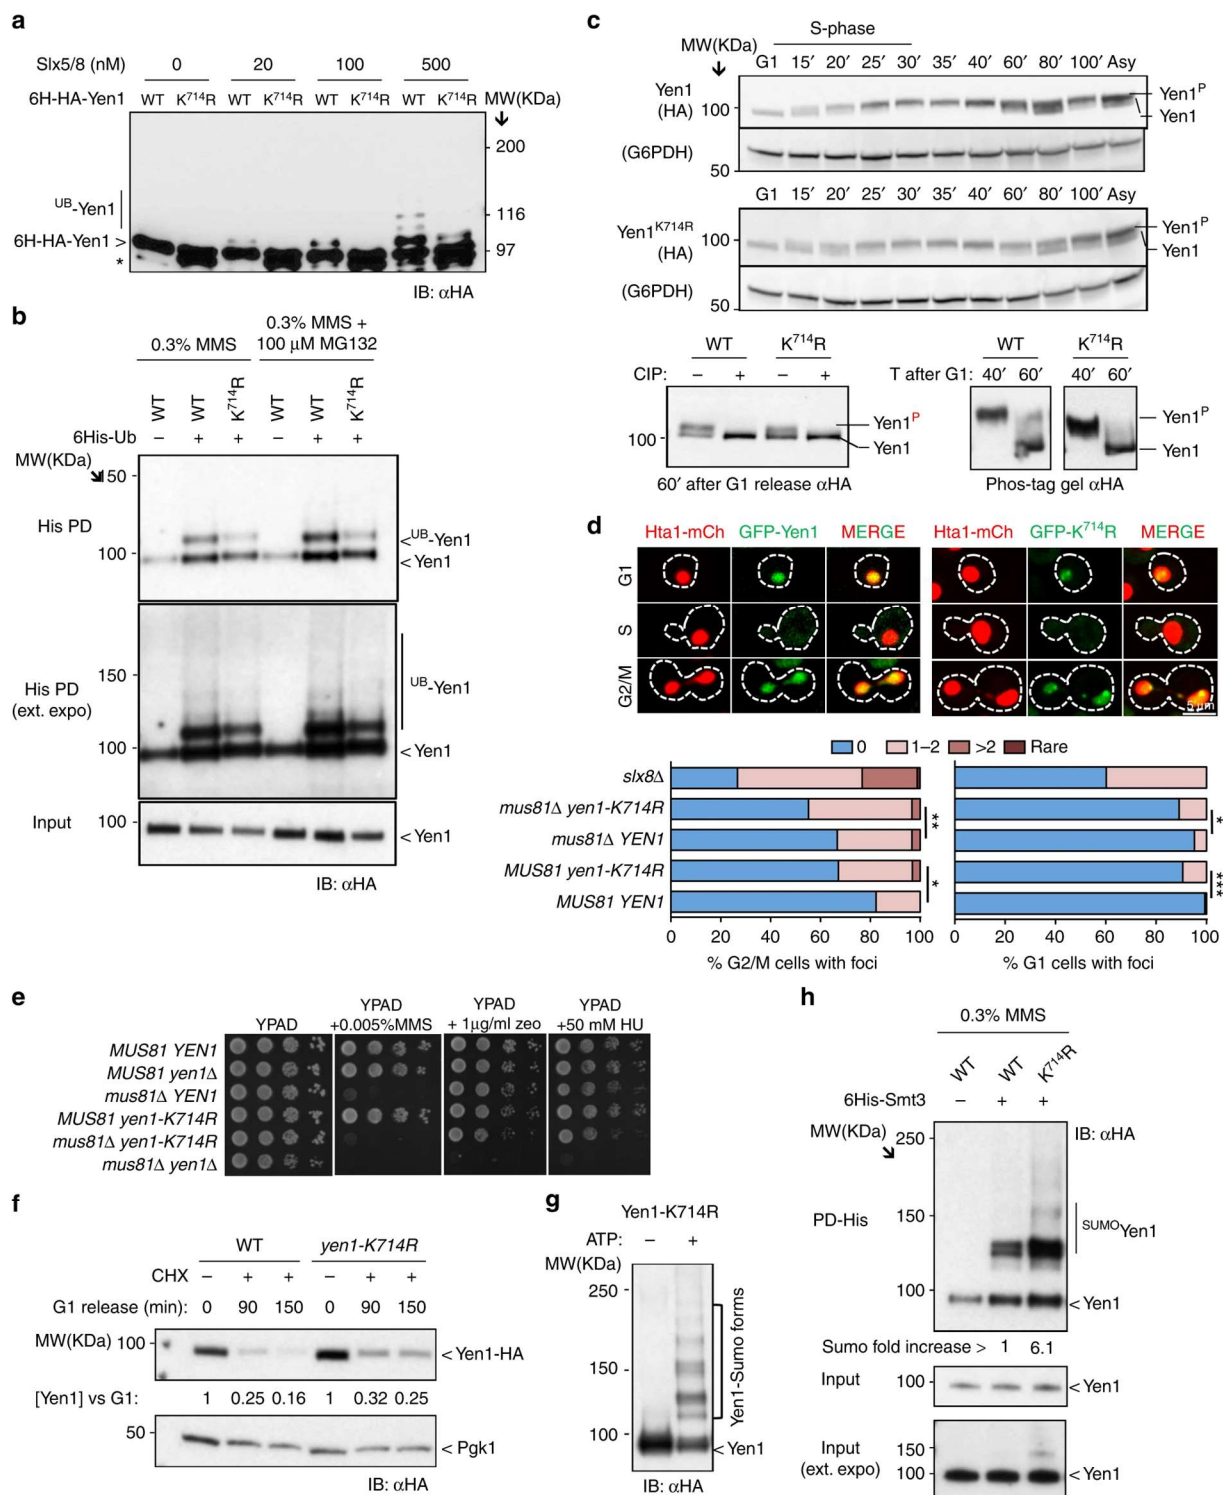 a
Slx5/8 (nM) 0 20 100 500
6H-HA-Yen1 WT K714R WT K714R WT K714R WT K714R MW(KDa)
200
UB-Yen1
116
6H-HA-Yen1 >
97
*
IB: αHA
b
0.3% MMS
0.3% MMS + 100 μM MG132
WT WT K714R WT WT K714R
6His-Ub – + + – + +
MW(KDa)
150
His PD
<UB-Yen1
100
< Yen1
His PD (ext. expo)
150
UB-Yen1
100
< Yen1
Input
100
< Yen1
IB: αHA
c
S-phase
MW(KDa)
G1 15′ 20′ 25′ 30′ 35′ 40′ 60′ 80′ 100′ Asy
Yen1 (HA)
100
Yen1P
Yen1
(G6PDH)
50
G1 15′ 20′ 25′ 30′ 35′ 40′ 60′ 80′ 100′ Asy
Yen1K714R (HA)
100
Yen1P
Yen1
(G6PDH)
50
WT K714R
CIP: – + – +
100
Yen1P
Yen1
60′ after G1 release αHA
WT K714R
T after G1: 40′ 60′ 40′ 60′
Yen1P
Yen1
Phos-tag gel αHA
d
Hta1-mCh GFP-Yen1 MERGE Hta1-mCh GFP-K714R MERGE
G1
S
G2/M
5 μm
0 1–2 >2 Rare
slx8Δ
mus81Δ yen1-K714R
** *
mus81Δ YEN1
MUS81 yen1-K714R
* ***
MUS81 YEN1
0 20 40 60 80 100 0 20 40 60 80 100
% G2/M cells with foci % G1 cells with foci
e
YPAD
YPAD +0.005%MMS
YPAD + 1μg/ml zeo
YPAD +50 mM HU
MUS81 YEN1
MUS81 yen1Δ
mus81Δ YEN1
MUS81 yen1-K714R
mus81Δ yen1-K714R
mus81Δ yen1Δ
f
WT yen1-K714R
CHX – + + – + +
G1 release (min): 0 90 150 0 90 150
MW(KDa) 100
< Yen1-HA
[Yen1] vs G1: 1 0.25 0.16 1 0.32 0.25
50
< Pgk1
IB: αHA
g
Yen1-K714R
ATP: – +
MW(KDa)
250
150
Yen1-Sumo forms
100
< Yen1
IB: αHA
h
0.3% MMS
WT WT K714R
6His-Smt3 – + +
MW(KDa) 250
IB: αHA
PD-His
150
SUMOYen1
100
< Yen1
Sumo fold increase > 1 6.1
Input
100
< Yen1
Input (ext. expo)
150
100
< Yen1